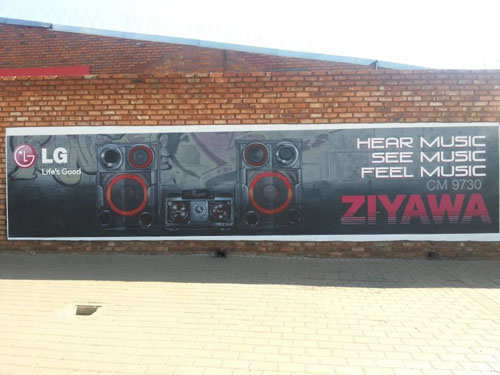 LG
Life's Good
HEAR MUSIC
SEE MUSIC
FEEL MUSIC
CM 9730
ZIYAWA